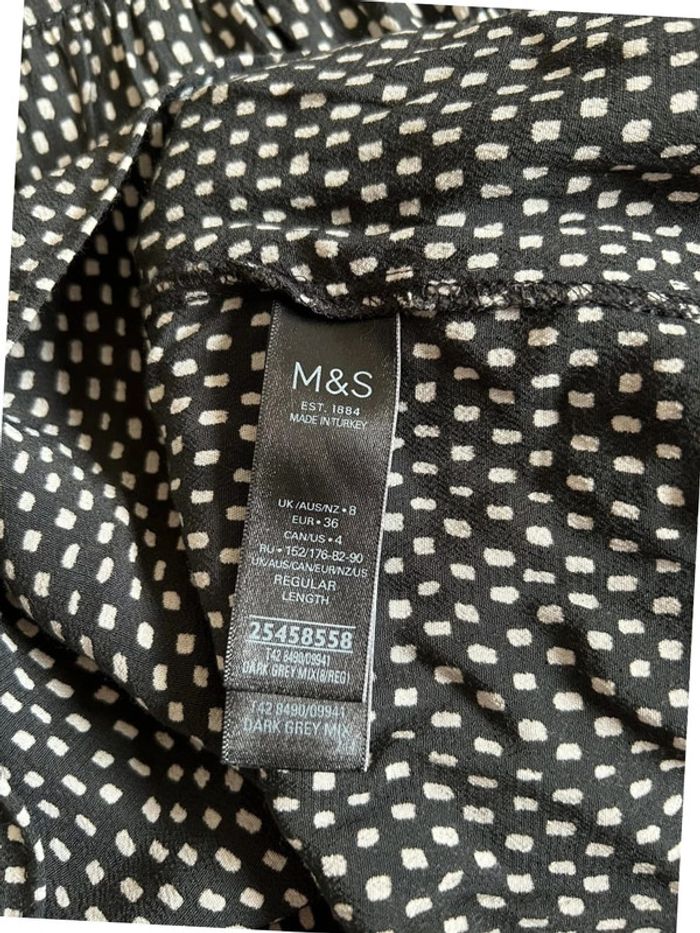 M&S
EST. 1884
MADE IN TURKEY
UK/AUS/NZ • 8
EUR • 36
CAN/US • 4
RU • 152/176-82-90
UK/AUS/CAN/EUR/NZ/US
REGULAR
LENGTH
25458558
T42 8490/09941
DARK GREY MIX(8/REG)
T42 8490/09941
DARK GREY MIX